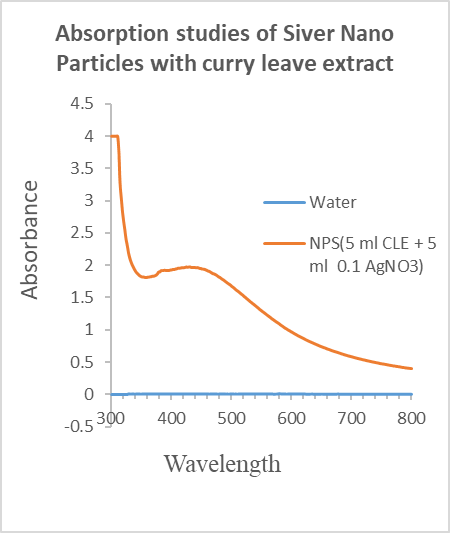 Absorption studies of Siver Nano
Particles with curry leave extract
4.5
4
3.5
3
2.5
2
1.5
1
0.5
0
-0.5
Absorbance
Water
NPS(5 ml CLE + 5
ml 0.1 AgNO3)
300 400 500 600 700 800
Wavelength